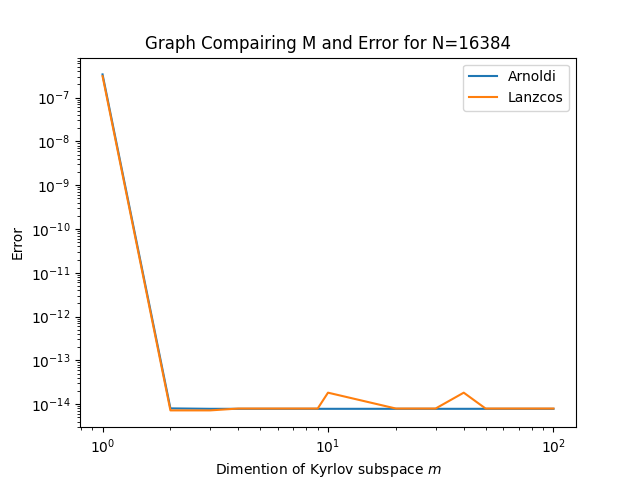 Graph Compairing M and Error for N=16384
Arnoldi
Lanzcos
Error
10⁻⁷
10⁻⁸
10⁻⁹
10⁻¹⁰
10⁻¹¹
10⁻¹²
10⁻¹³
10⁻¹⁴
10⁰
10¹
10²
Dimention of Kyrlov subspace m